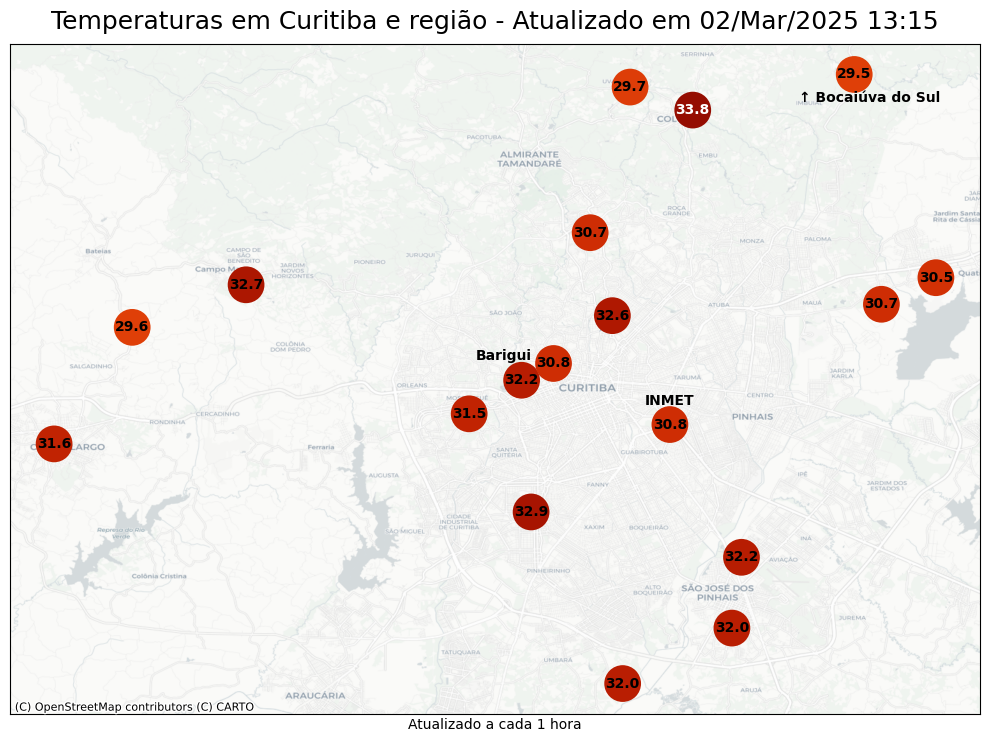 Temperaturas em Curitiba e região - Atualizado em 02/Mar/2025 13:15
SERRINHA
29.5
29.7
↑ Bocaiúva do Sul
33.8
PACOTUBA
ALMIRANTE
TAMANDARÉ
EMBU
ROÇA
GRANDE
Jardim Santa
Rita de Cássia
30.7
MONZA
PALOMA
Bateias
CAMPO DE
SÃO
BENEDITO
JURUQUI
PIONEIRO
JARDIM
NOVOS
HORIZONTES
Campo M
32.7
30.5
Quat
30.7
MAUÁ
ATUBA
SÃO JOÃO
32.6
29.6
COLÔNIA
DOM PEDRO
Barigui
30.8
SALGADINHO
JARDIM
KARLA
TARUMÃ
32.2
ORLEANS
CURITIBA
CENTRO
INMET
31.5
CERCADINHO
RONDINHA
PINHAIS
30.8
31.6
LARGO
Ferraria
SANTA
QUITÉRIA
GUABIROTUBA
AUGUSTA
IPÊ
FANNY
JARDIM DOS
ESTADOS I
32.9
CIDADE
INDUSTRIAL
DE CURITIBA
XAXIM
BOQUEIRÃO
SÃO MIGUEL
Represa do Rio
Verde
INÁ
32.2
AVIAÇÃO
PINHEIRINHO
Colônia Cristina
ALTO
BOQUEIRÃO
SÃO JOSÉ DOS
PINHAIS
JUREMA
32.0
TATUQUARA
UMBARÁ
32.0
ARUJÁ
ARAUCÁRIA
(C) OpenStreetMap contributors (C) CARTO
Atualizado a cada 1 hora